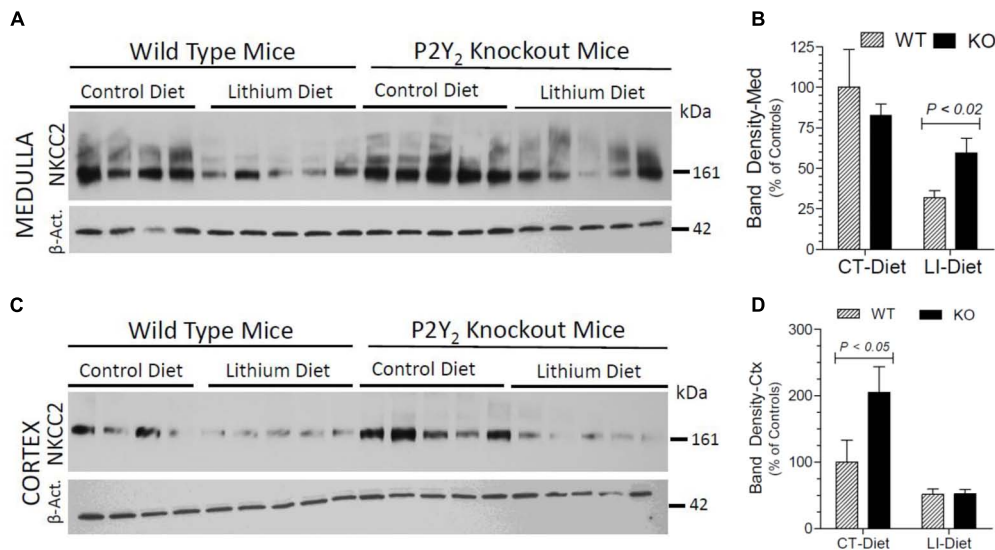 A
Wild Type Mice
P2Y₂ Knockout Mice
Control Diet
Lithium Diet
Control Diet
Lithium Diet
kDa
MEDULLA
NKCC2
161
β-Act.
42
B
WT
KO
125
100
75
50
25
0
Band Density-Med
(% of Controls)
P < 0.02
CT-Diet
LI-Diet
C
Wild Type Mice
P2Y₂ Knockout Mice
Control Diet
Lithium Diet
Control Diet
Lithium Diet
kDa
CORTEX
NKCC2
161
β-Act.
42
D
WT
KO
300
200
100
0
Band Density-Ctx
(% of Controls)
P < 0.05
CT-Diet
LI-Diet